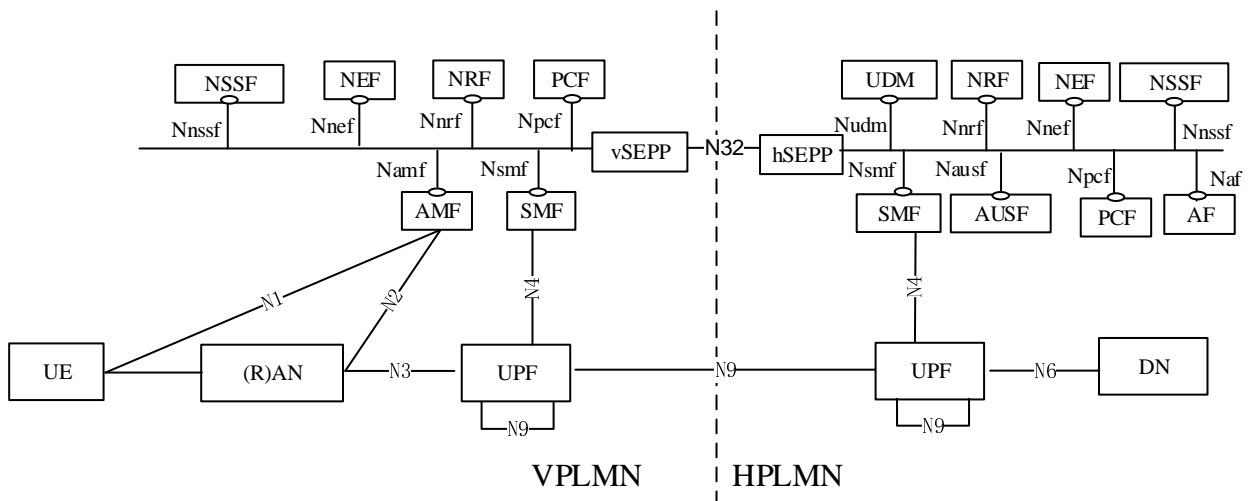 NSSF NEF NRF PCF UDM NRF NEF NSSF
Nnssf Nnef Nnrf Npcf Nudm Nnrf Nnef Nnssf
vSEPP N32 hSEPP
Namf Nsmf Nsmf Nausf Npcf Naf
AMF SMF SMF AUSF PCF AF
N1 N2 N4 N4
UE (R)AN N3 UPF N9 UPF N6 DN
N9 N9
VPLMN HPLMN